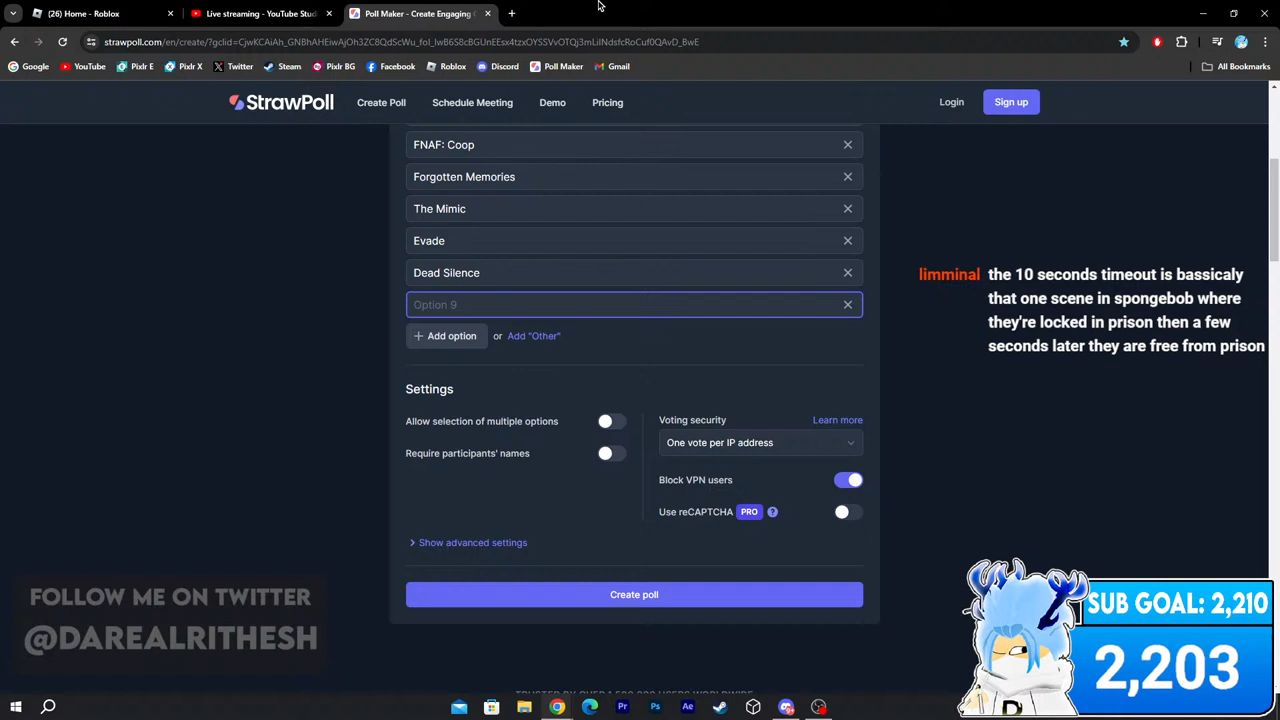 (26) Home - Roblox
Live streaming - YouTube Stud
Poll Maker - Create Engaging
strawpoll.com/en/create/
Google
YouTube
Pixlr E
Pixlr X
Twitter
Steam
Pixlr BG
Facebook
Roblox
Discord
Poll Maker
Gmail
All Bookmarks
StrawPoll
Create Poll
Schedule Meeting
Demo
Pricing
Login
Sign up
FNAF: Coop
Forgotten Memories
The Mimic
Evade
Dead Silence
Option 9
+ Add option or Add "Other"
Settings
Allow selection of multiple options
Require participants' names
Voting security
Learn more
One vote per IP address
Block VPN users
Use reCAPTCHA PRO ?
Show advanced settings
Create poll
limminal the 10 seconds timeout is bassicaly
that one scene in spongebob where
they're locked in prison then a few
seconds later they are free from prison
FOLLOW ME ON TWITTER
@DAREALRITHESH
SUB GOAL: 2,210
2,203
Pr
Ps
Ae